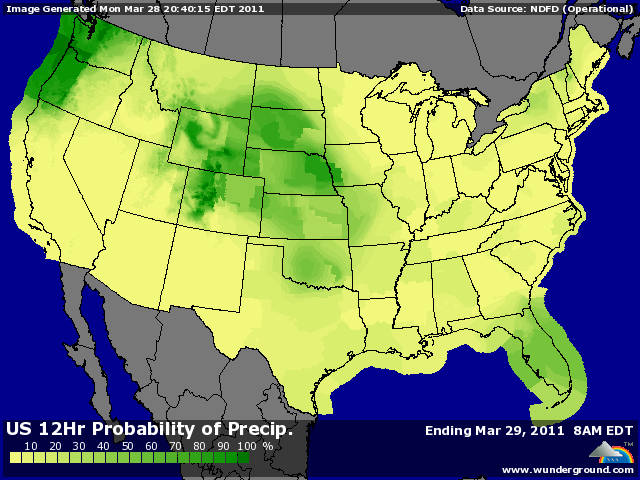 Image Generated Mon Mar 28 20:40:15 EDT 2011
Data Source: NDFD (Operational)
US 12Hr Probability of Precip.
10 20 30 40 50 60 70 80 90 100 %
Ending Mar 29, 2011 8AM EDT
TM
www.wunderground.com